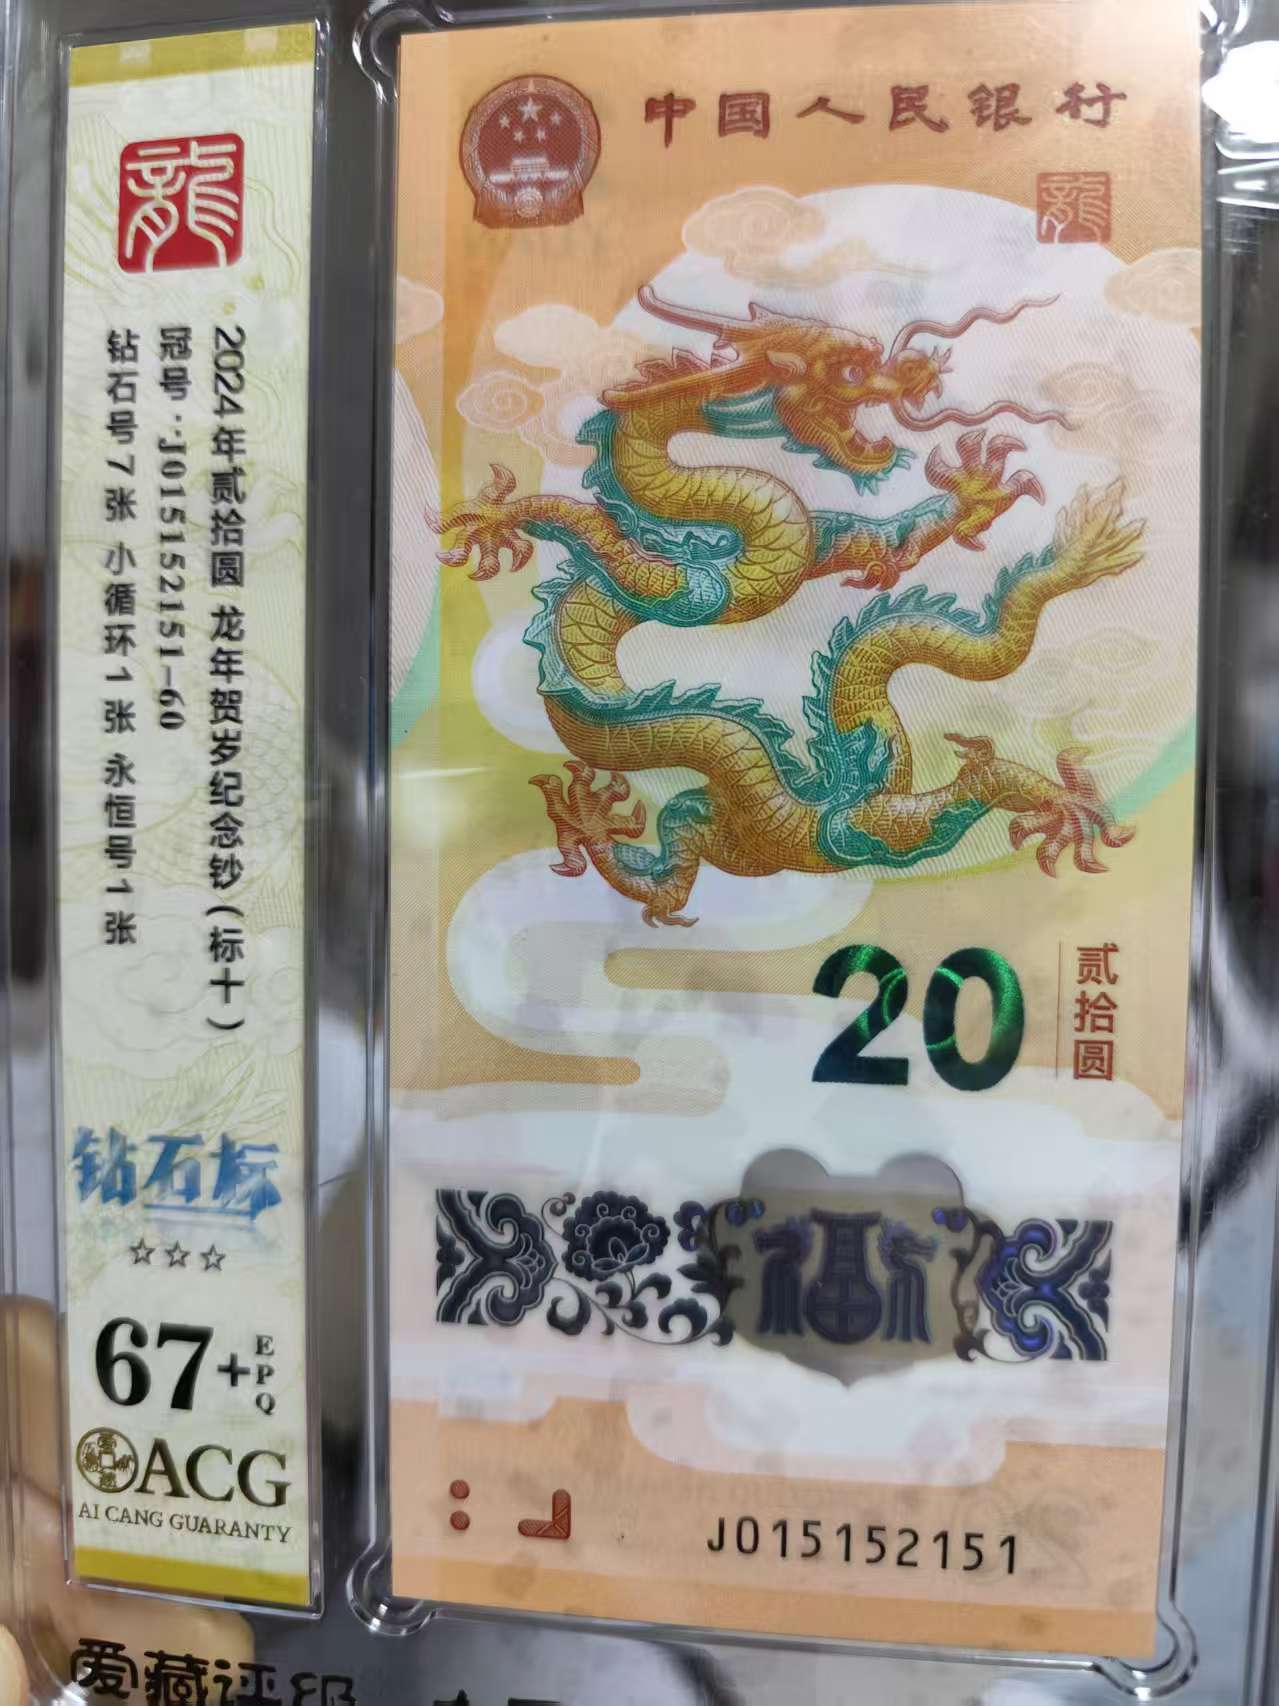 龍
2024年贰拾圆 龙年贺岁纪念钞(标十)
冠号:J015152151-60
钻石号7张 小循环1张 永恒号1张
钻石标
☆☆☆
67+
EPQ
ACG
AI CANG GUARANTY
爱藏评级
中国人民银行
龍
20
贰拾圆
福
J015152151